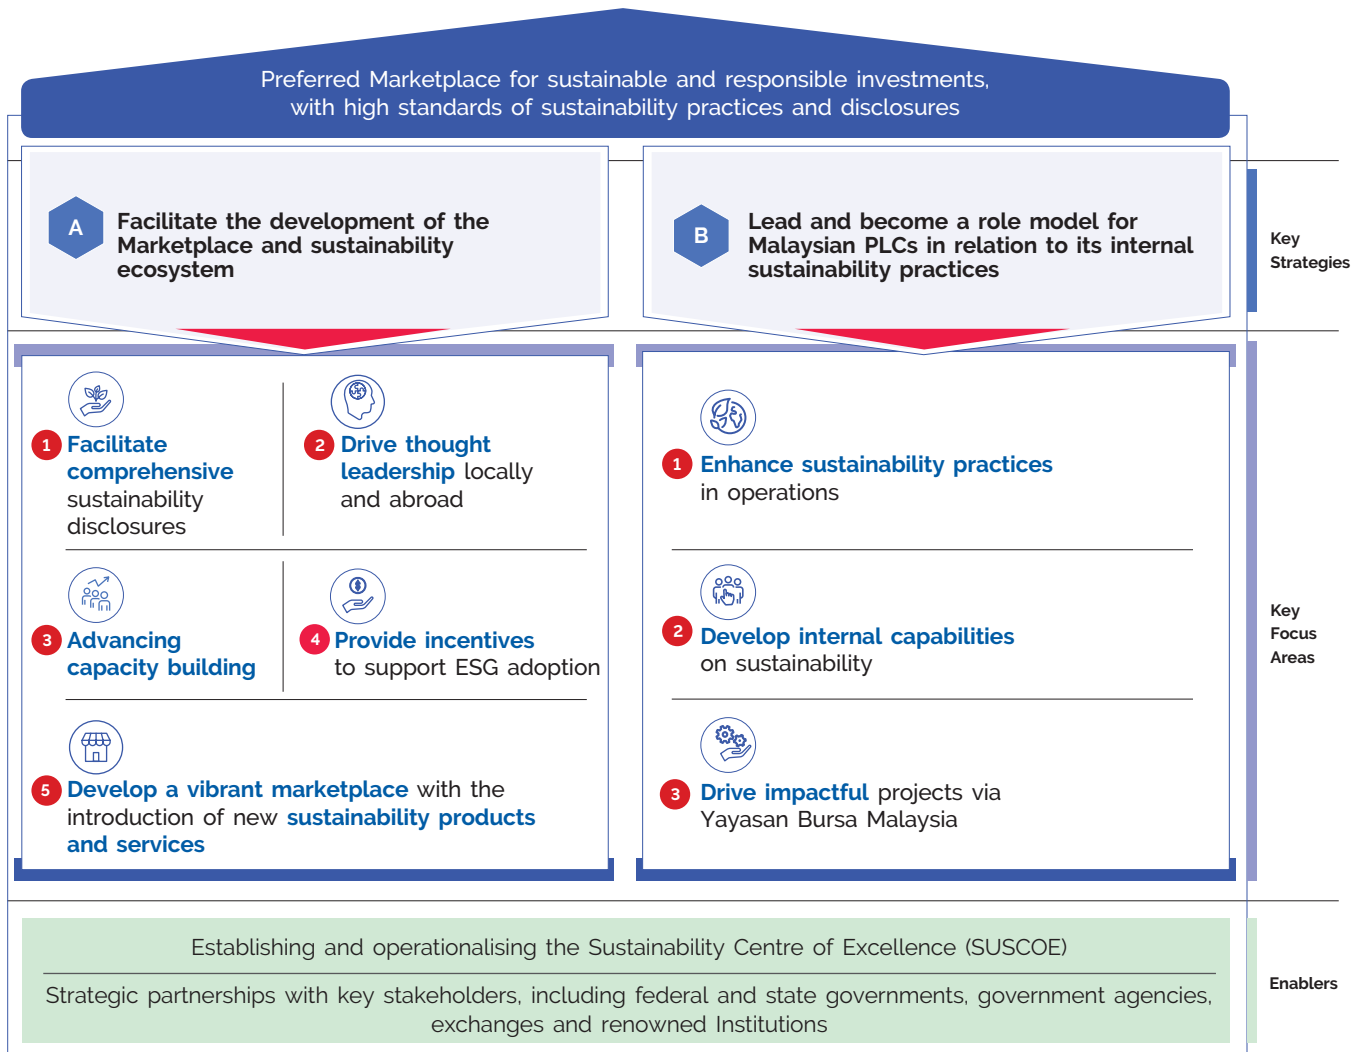 Preferred Marketplace for sustainable and responsible investments,
with high standards of sustainability practices and disclosures
A
Facilitate the development of the
Marketplace and sustainability
ecosystem
B
Lead and become a role model for
Malaysian PLCs in relation to its internal
sustainability practices
Key
Strategies
1
Facilitate
comprehensive
sustainability
disclosures
2
Drive thought
leadership locally
and abroad
3
Advancing
capacity building
4
Provide incentives
to support ESG adoption
5
Develop a vibrant marketplace with the
introduction of new sustainability products
and services
1
Enhance sustainability practices
in operations
2
Develop internal capabilities
on sustainability
3
Drive impactful projects via
Yayasan Bursa Malaysia
Key
Focus
Areas
Establishing and operationalising the Sustainability Centre of Excellence (SUSCOE)
Strategic partnerships with key stakeholders, including federal and state governments, government agencies,
exchanges and renowned Institutions
Enablers